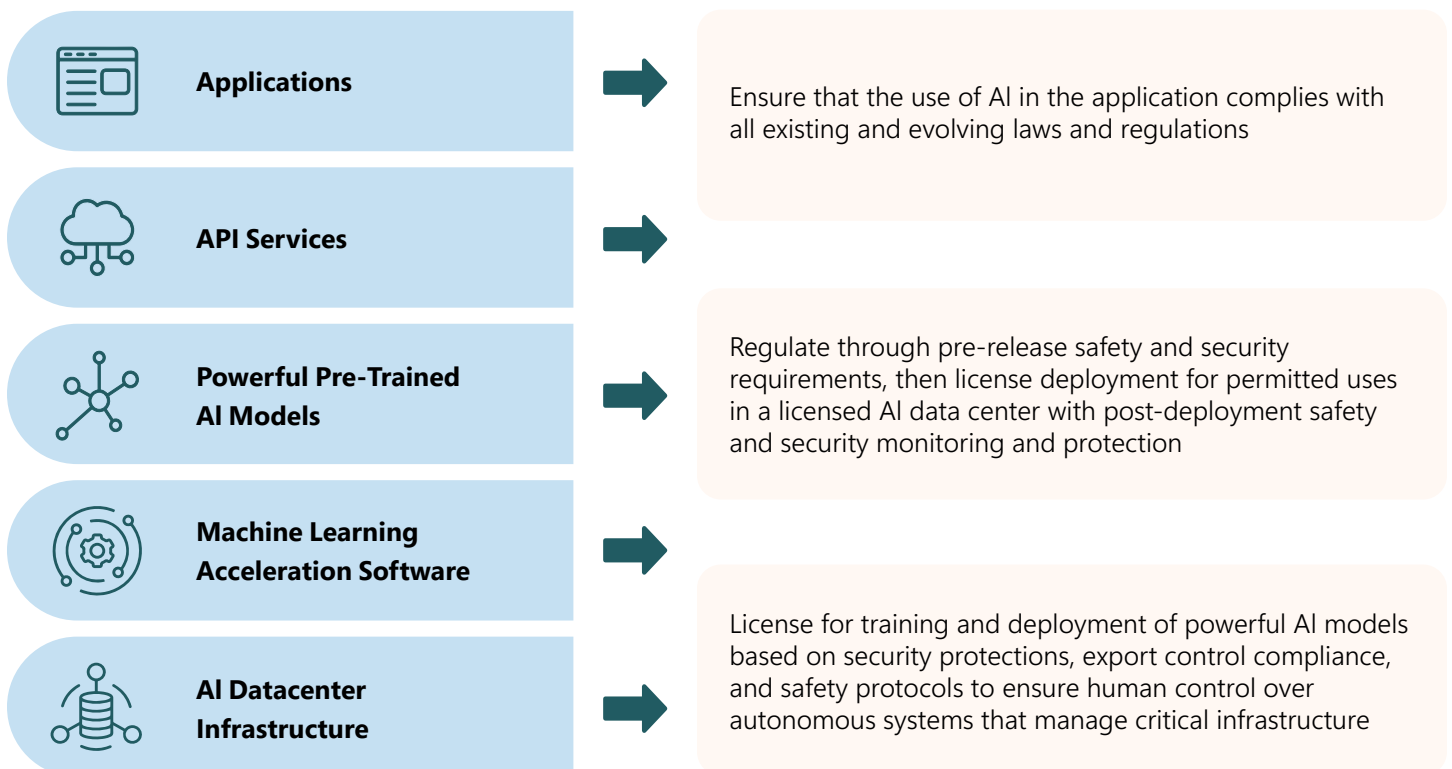 Applications
Ensure that the use of AI in the application complies with
all existing and evolving laws and regulations
API Services
Powerful Pre-Trained
AI Models
Regulate through pre-release safety and security
requirements, then license deployment for permitted uses
in a licensed AI data center with post-deployment safety
and security monitoring and protection
Machine Learning
Acceleration Software
AI Datacenter
Infrastructure
License for training and deployment of powerful AI models
based on security protections, export control compliance,
and safety protocols to ensure human control over
autonomous systems that manage critical infrastructure